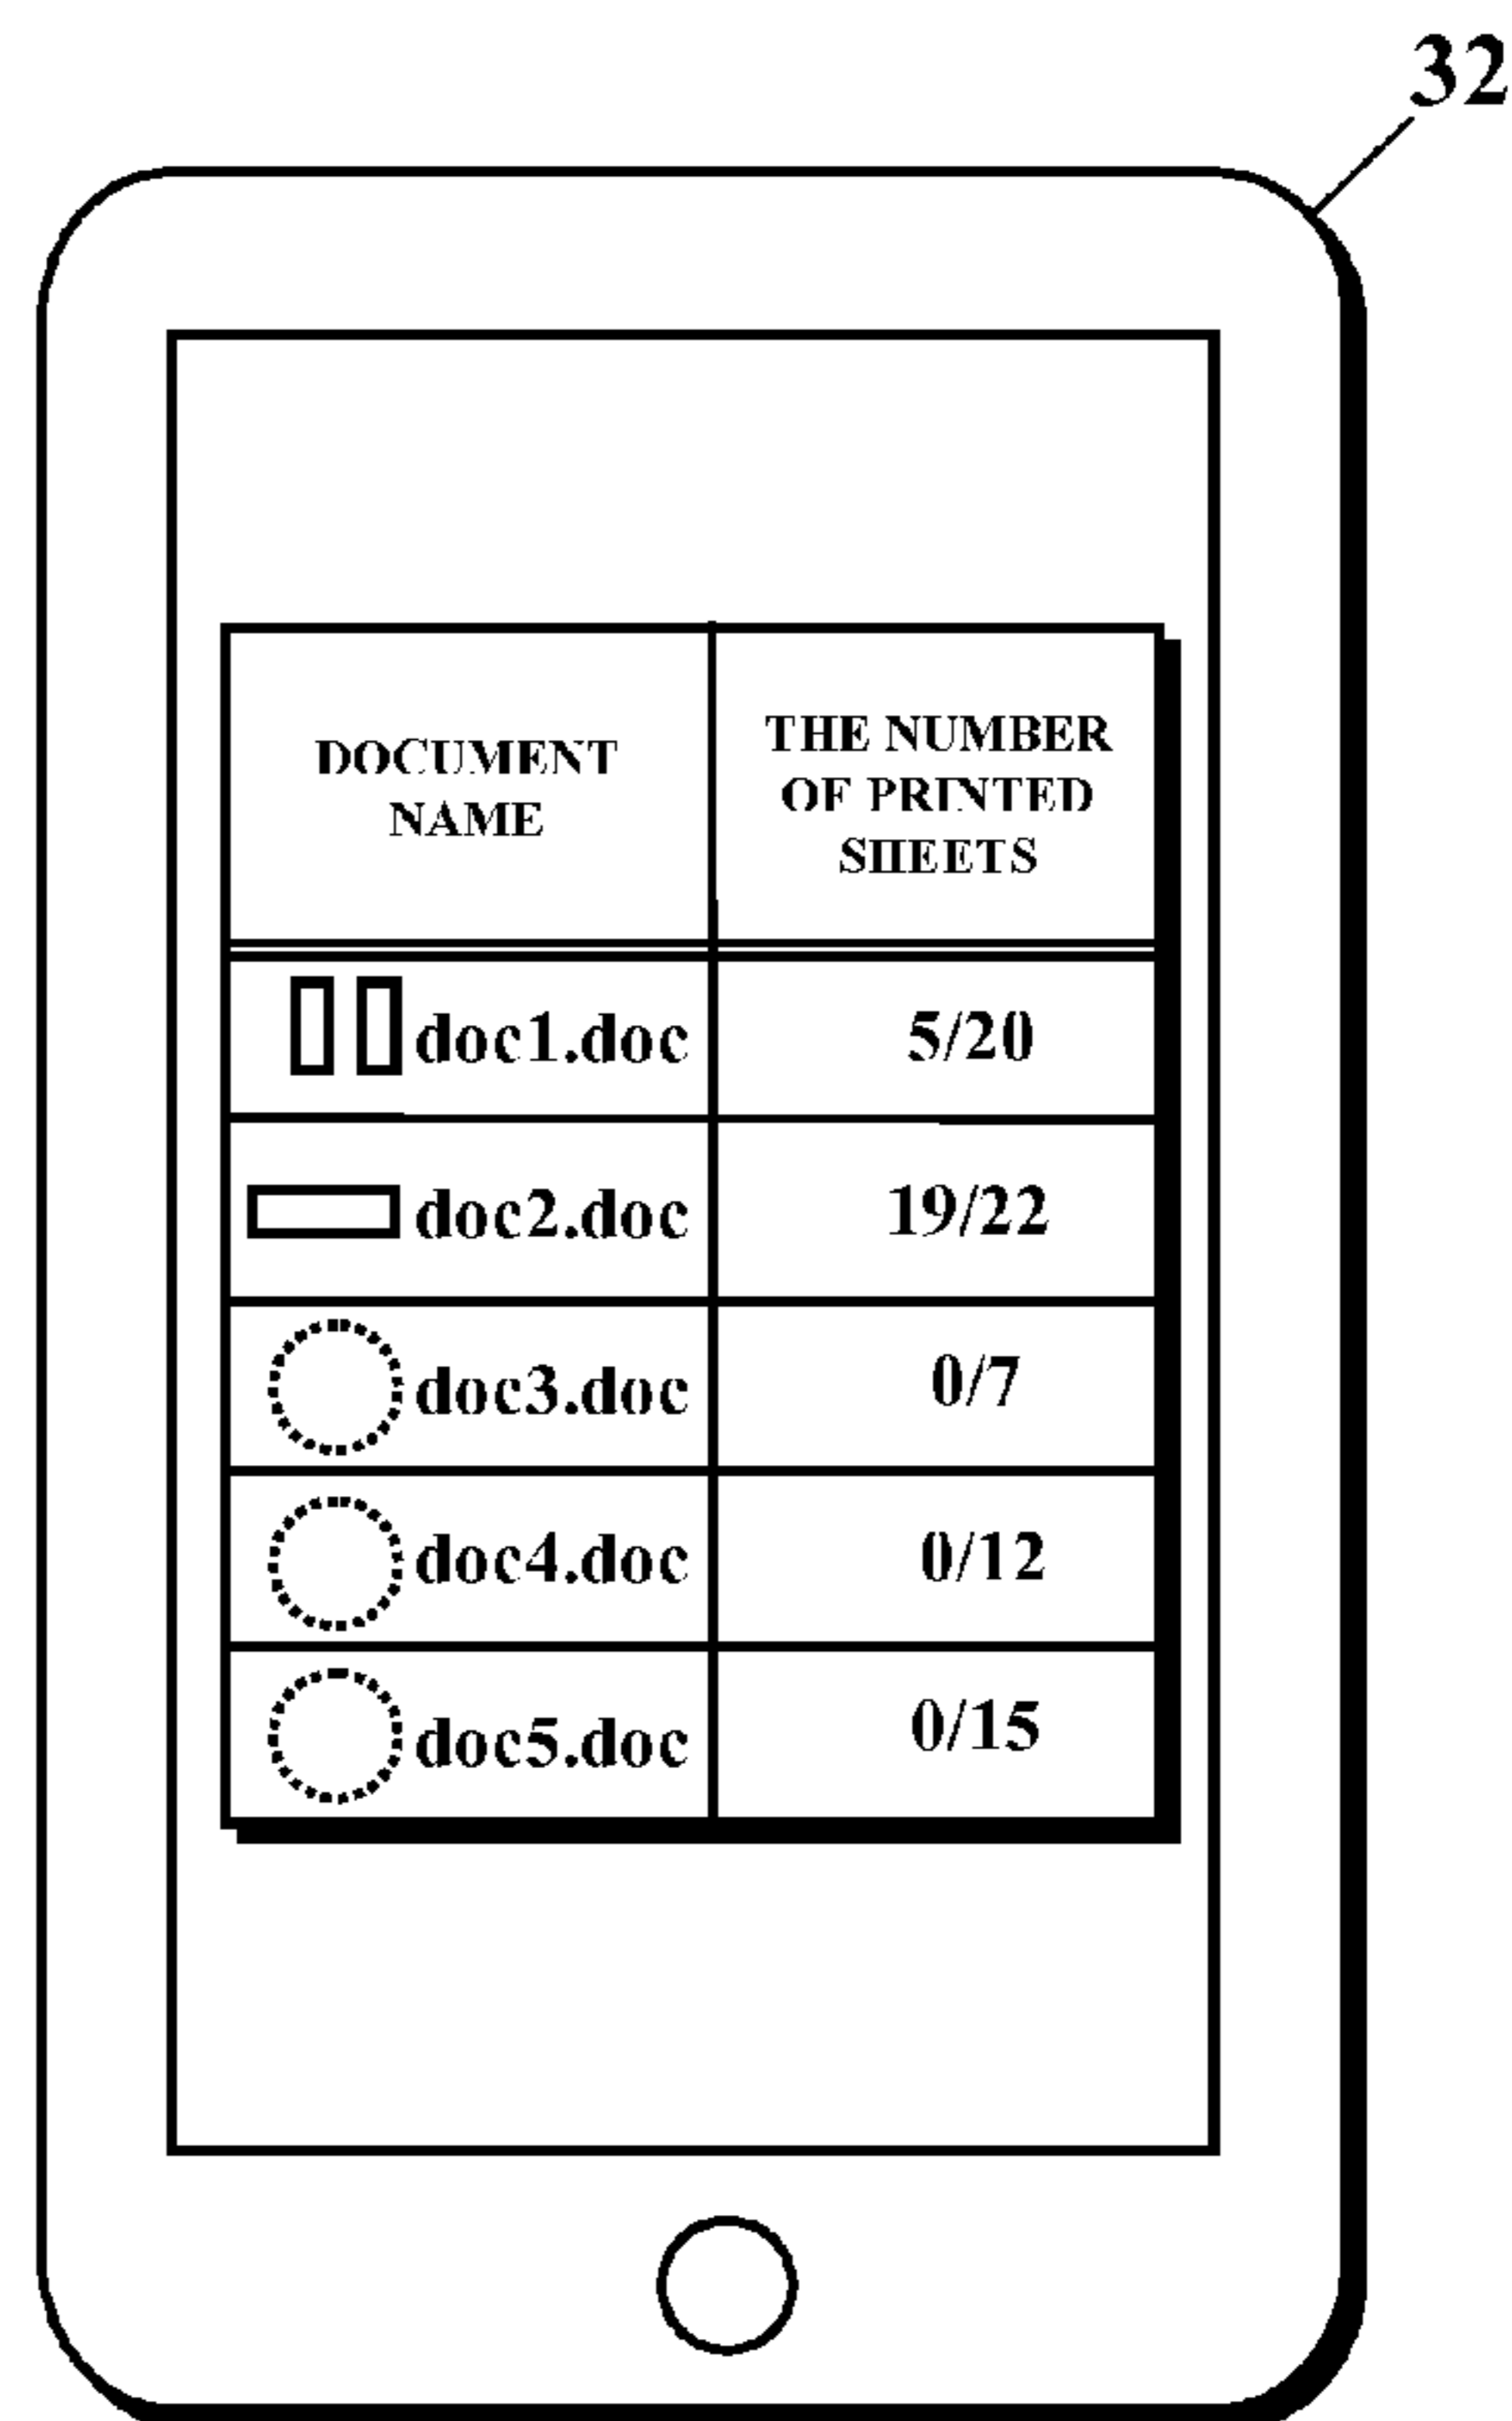 32
DOCUMENT
NAME
THE NUMBER
OF PRINTED
SHEETS
doc1.doc 5/20
doc2.doc 19/22
doc3.doc 0/7
doc4.doc 0/12
doc5.doc 0/15